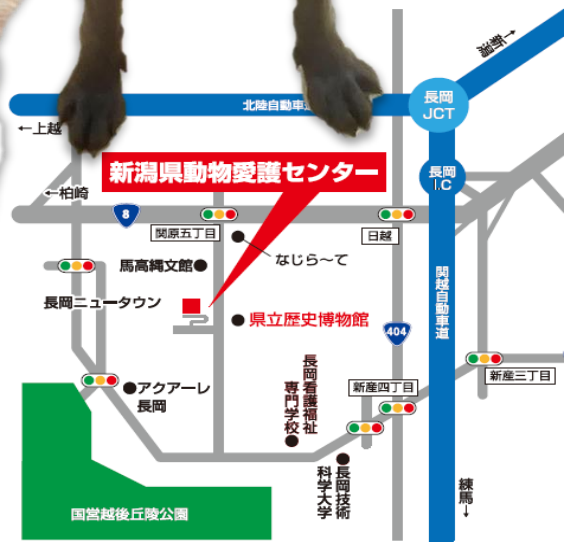 →新潟
北陸自動車道
長岡
JCT
←上越
新潟県動物愛護センター
長岡
I.C
←柏崎
8
関原五丁目
日越
なじら〜て
馬高縄文館
関越自動車道
長岡ニュータウン
県立歴史博物館
404
新産三丁目
長岡看護福祉
専門学校
新産四丁目
アクアーレ
長岡
長岡技術
科学大学
練馬→
国営越後丘陵公園